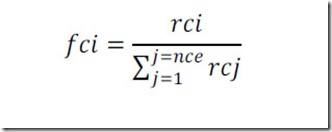 fci = rci / ∑_{j=1}^{j=nce} rcj